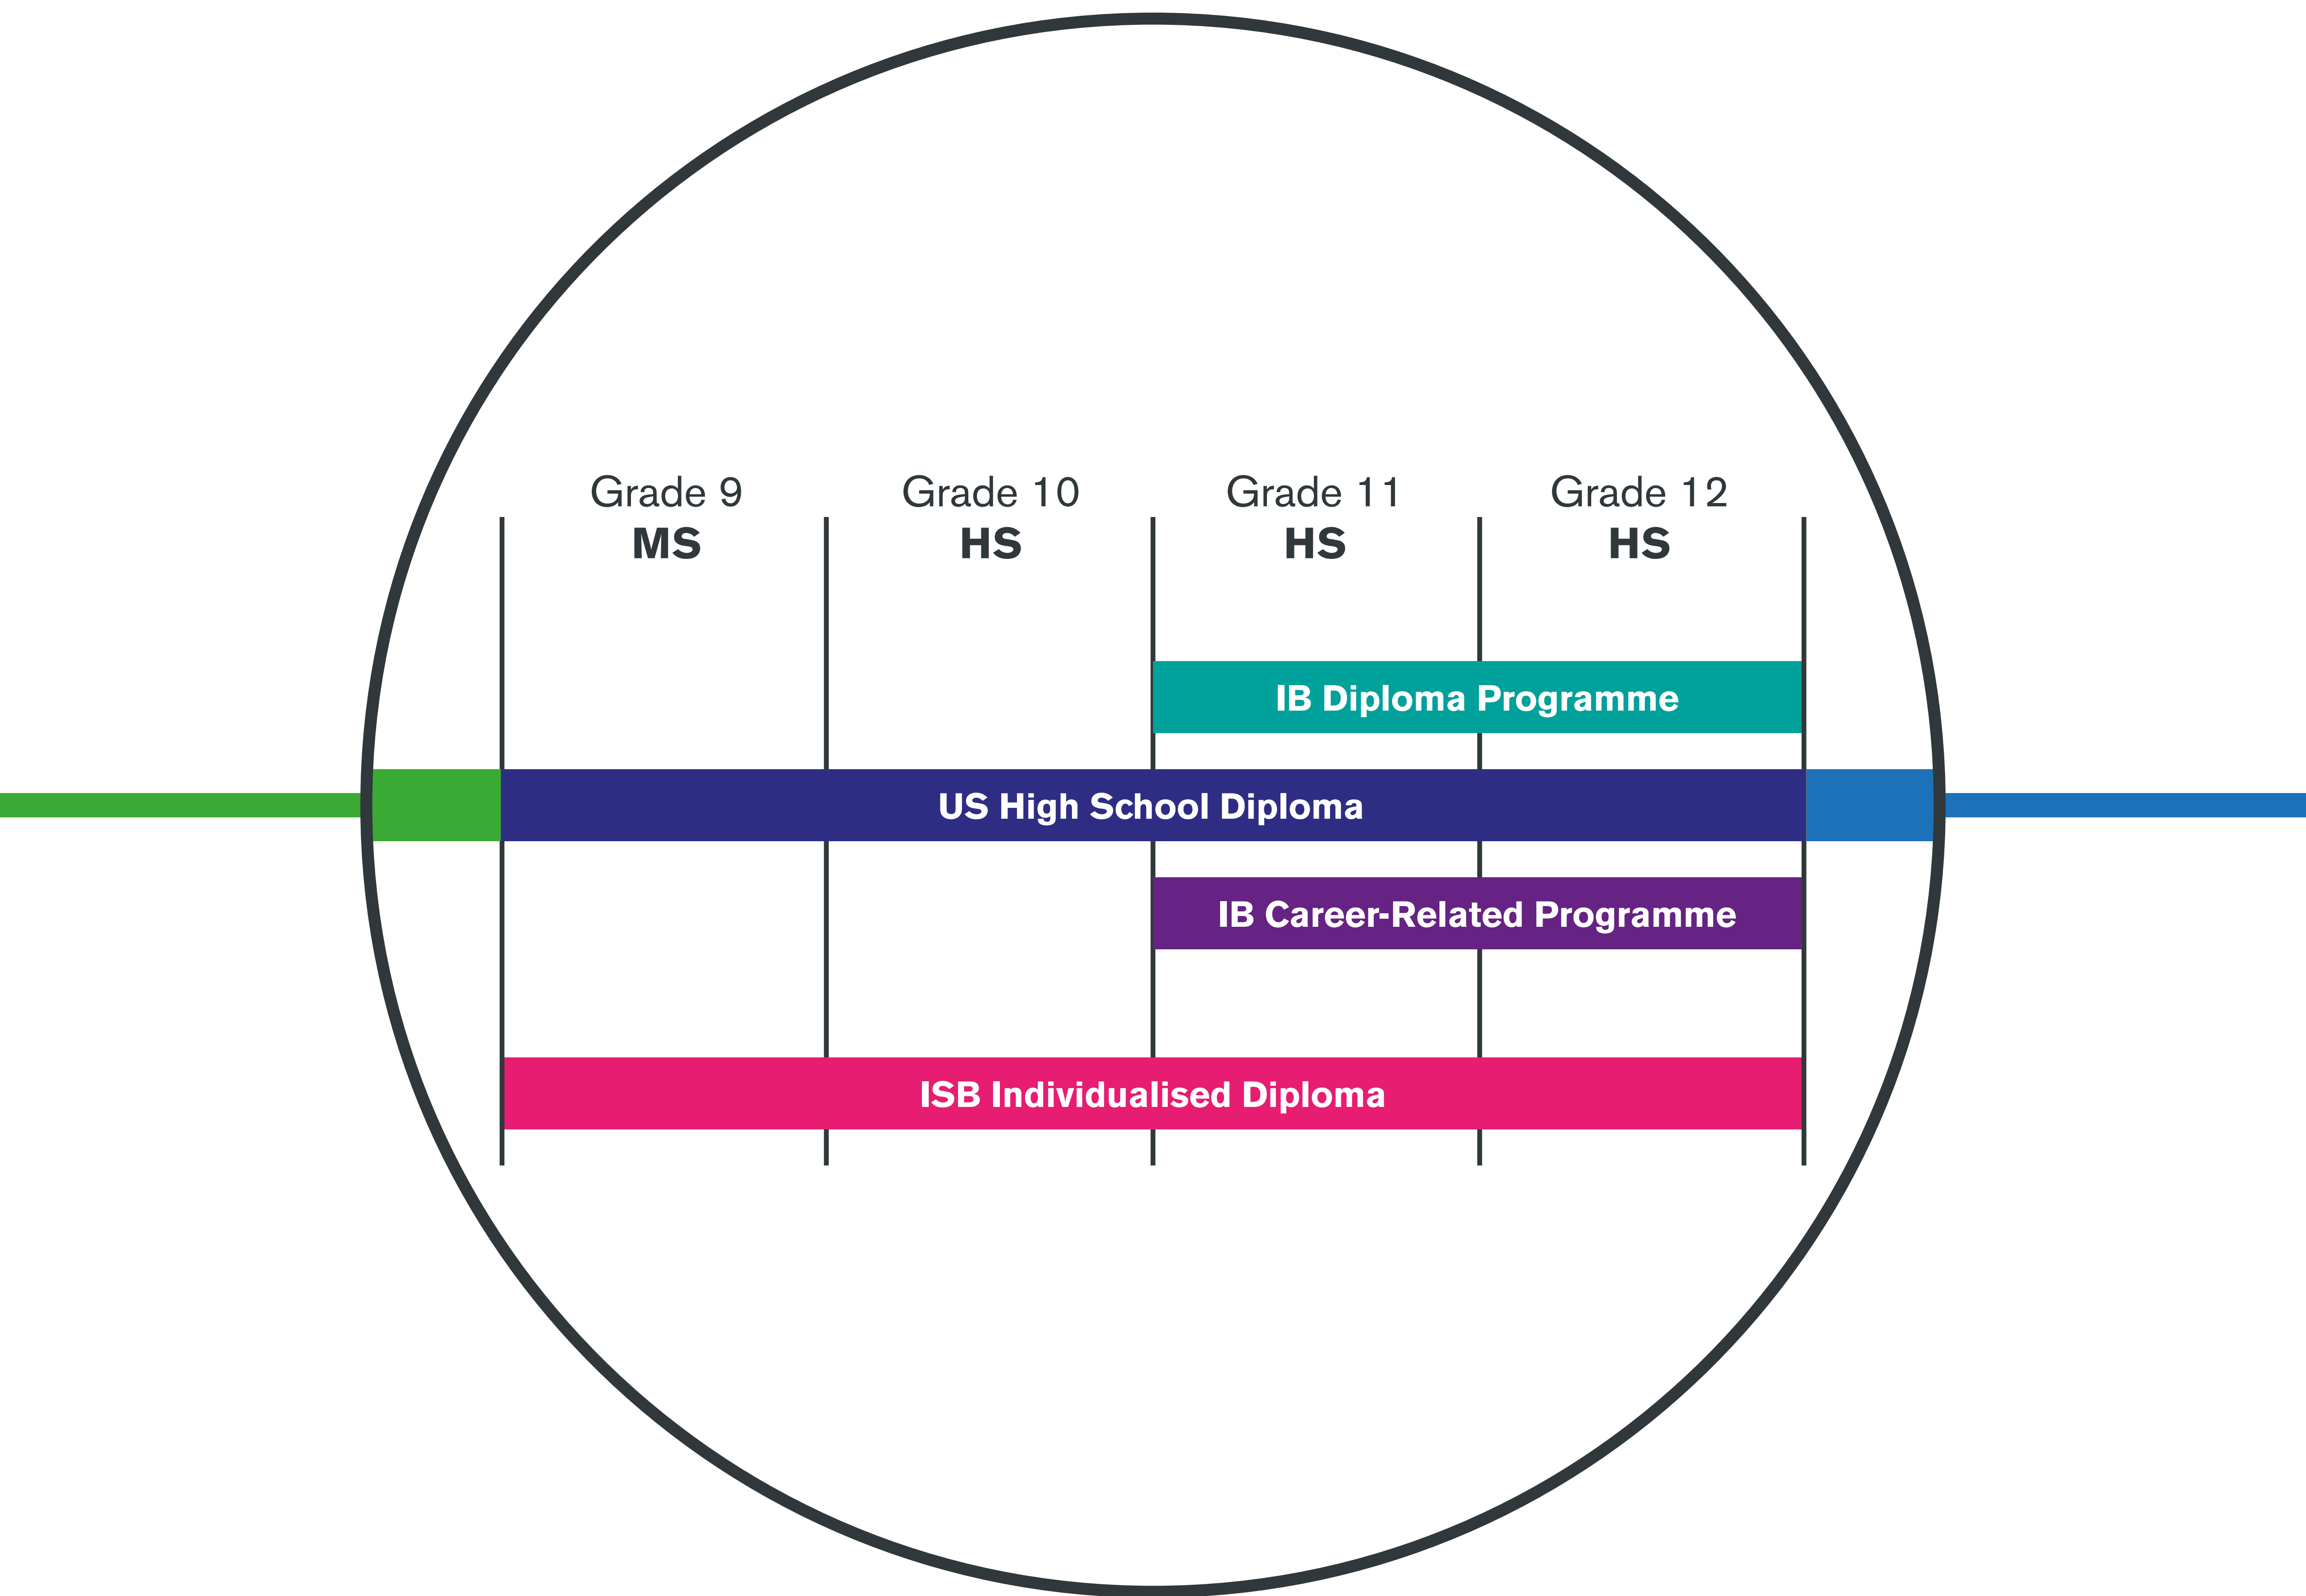 Grade 9
MS
Grade 10
HS
Grade 11
HS
Grade 12
HS
IB Diploma Programme
US High School Diploma
IB Career-Related Programme
ISB Individualised Diploma